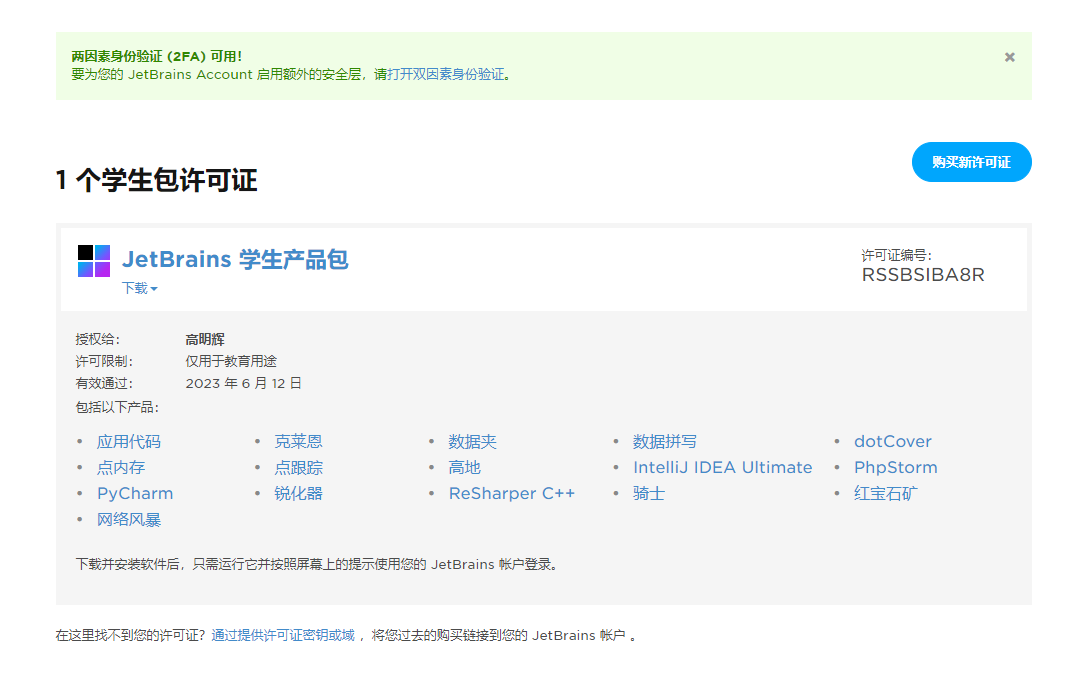 两因素身份验证 (2FA) 可用！
要为您的 JetBrains Account 启用额外的安全层，请打开双因素身份验证。
1 个学生包许可证
购买新许可证
JetBrains 学生产品包
下载
许可证编号：
RSSBSIBA8R
授权给： 高明辉
许可限制： 仅用于教育用途
有效通过： 2023 年 6 月 12 日
包括以下产品：
• 应用代码 • 克莱恩 • 数据夹 • 数据拼写 • dotCover
• 点内存 • 点跟踪 • 高地 • IntelliJ IDEA Ultimate • PhpStorm
• PyCharm • 锐化器 • ReSharper C++ • 骑士 • 红宝石矿
• 网络风暴
下载并安装软件后，只需运行它并按照屏幕上的提示使用您的 JetBrains 帐户登录。
在这里找不到您的许可证？通过提供许可证密钥或域 ，将您过去的购买链接到您的 JetBrains 帐户 。